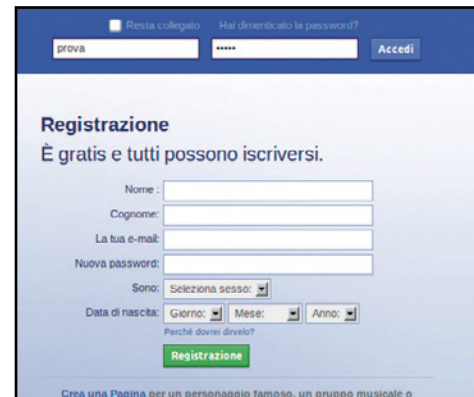 Resta collegato Hai dimenticato la password?
prova ••••• Accedi
Registrazione
È gratis e tutti possono iscriversi.
Nome :
Cognome:
La tua e-mail:
Nuova password:
Sono: Seleziona sesso:
Data di nascita: Giorno: Mese: Anno:
Perché dovrei dirvelo?
Registrazione
Crea una Pagina per un personaggio famoso, un gruppo musicale o